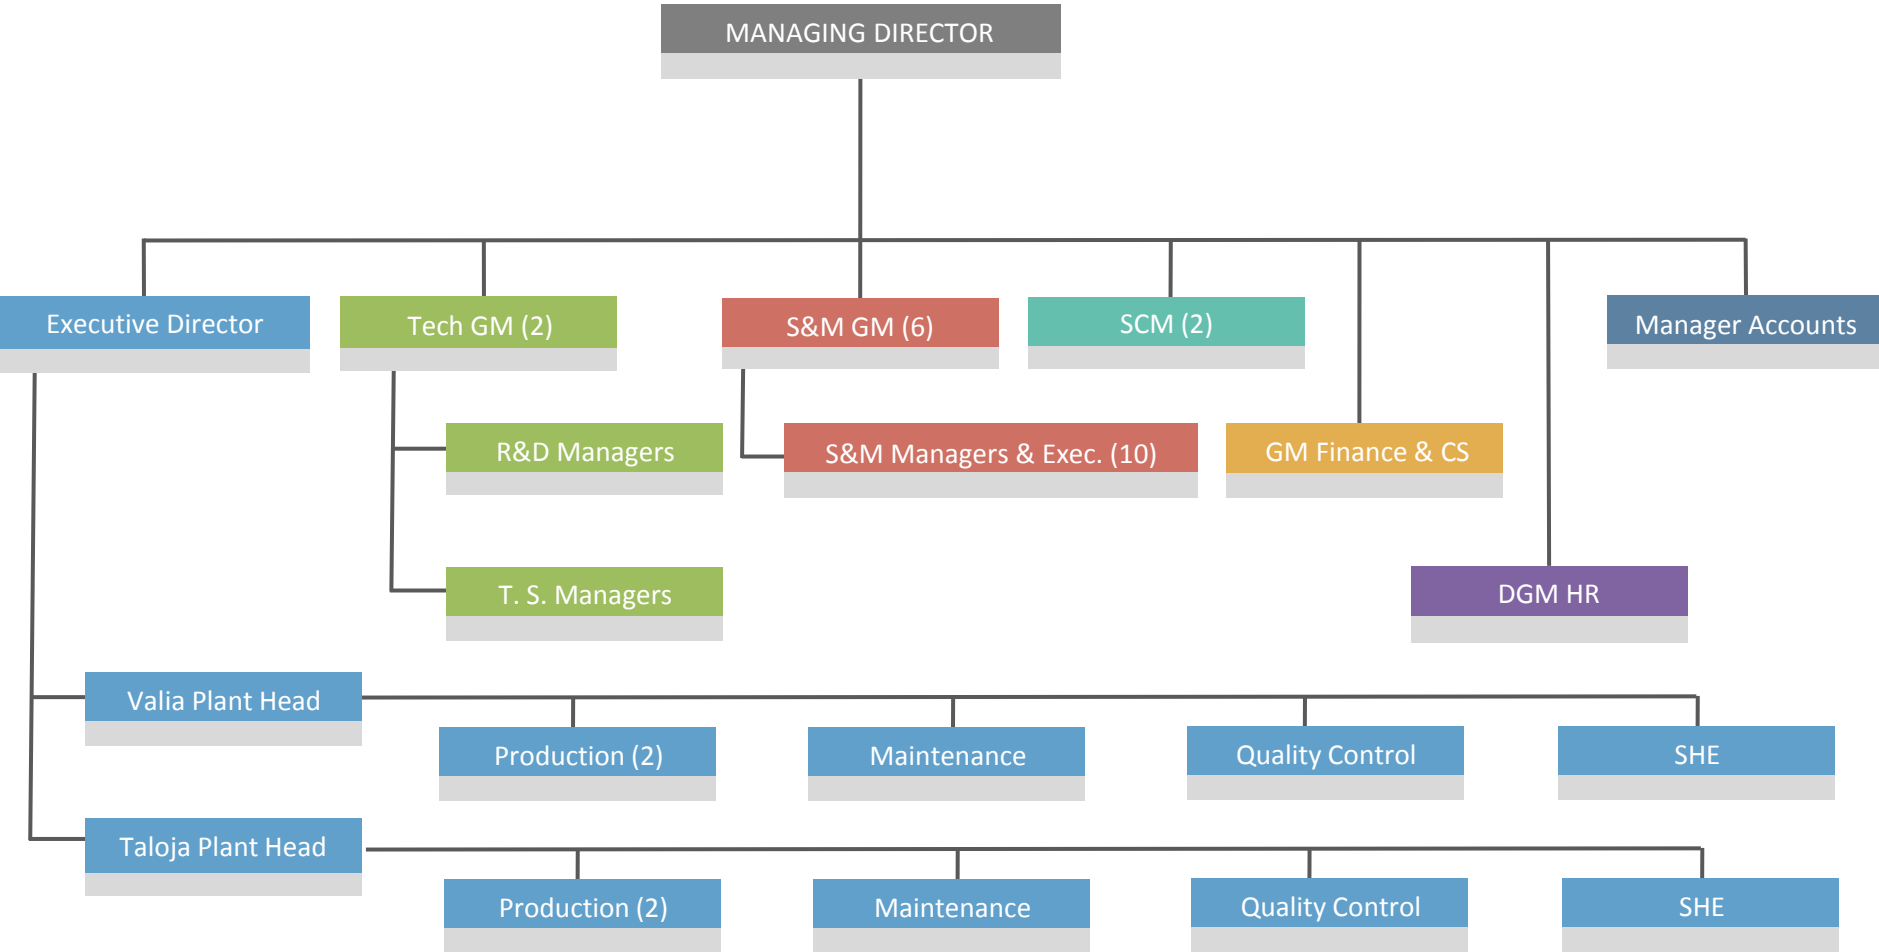 MANAGING DIRECTOR
Executive Director
Tech GM (2)
S&M GM (6)
SCM (2)
Manager Accounts
R&D Managers
S&M Managers & Exec. (10)
GM Finance & CS
T. S. Managers
DGM HR
Valia Plant Head
Production (2)
Maintenance
Quality Control
SHE
Taloja Plant Head
Production (2)
Maintenance
Quality Control
SHE